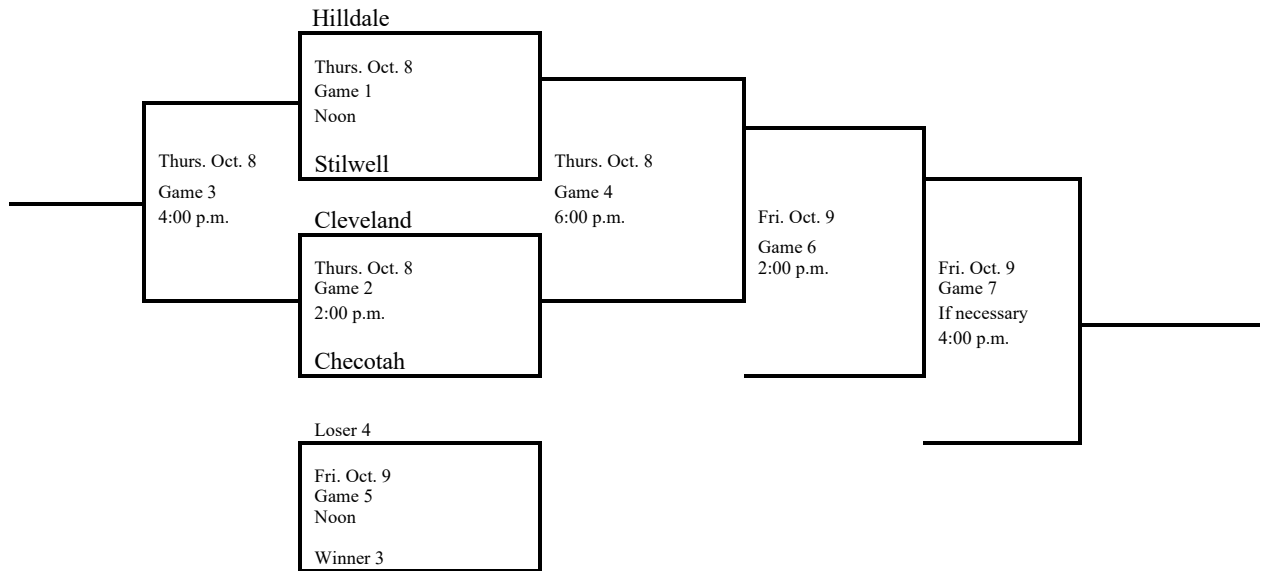 Hilldale
Thurs. Oct. 8
Game 1
Noon
Stilwell
Thurs. Oct. 8
Game 3
4:00 p.m.
Thurs. Oct. 8
Game 4
6:00 p.m.
Cleveland
Thurs. Oct. 8
Game 2
2:00 p.m.
Checotah
Fri. Oct. 9
Game 6
2:00 p.m.
Fri. Oct. 9
Game 7
If necessary
4:00 p.m.
Loser 4
Fri. Oct. 9
Game 5
Noon
Winner 3